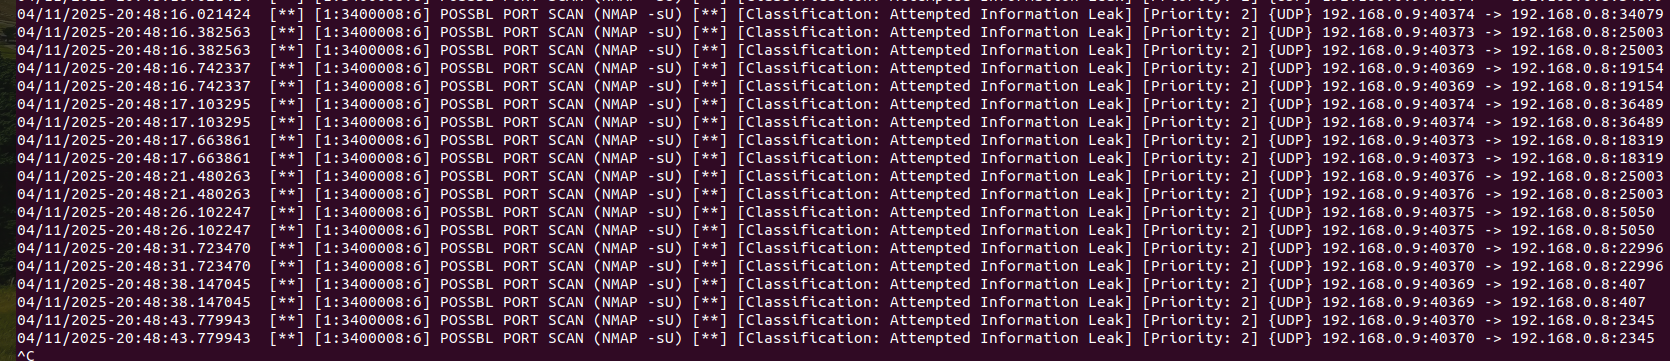 04/11/2025-20:48:16.021424  [**] [1:3400008:6] POSSBL PORT SCAN (NMAP -sU) [**] [Classification: Attempted Information Leak] [Priority: 2] {UDP} 192.168.0.9:40374 -> 192.168.0.8:34079
04/11/2025-20:48:16.382563  [**] [1:3400008:6] POSSBL PORT SCAN (NMAP -sU) [**] [Classification: Attempted Information Leak] [Priority: 2] {UDP} 192.168.0.9:40373 -> 192.168.0.8:25003
04/11/2025-20:48:16.382563  [**] [1:3400008:6] POSSBL PORT SCAN (NMAP -sU) [**] [Classification: Attempted Information Leak] [Priority: 2] {UDP} 192.168.0.9:40373 -> 192.168.0.8:25003
04/11/2025-20:48:16.742337  [**] [1:3400008:6] POSSBL PORT SCAN (NMAP -sU) [**] [Classification: Attempted Information Leak] [Priority: 2] {UDP} 192.168.0.9:40369 -> 192.168.0.8:19154
04/11/2025-20:48:16.742337  [**] [1:3400008:6] POSSBL PORT SCAN (NMAP -sU) [**] [Classification: Attempted Information Leak] [Priority: 2] {UDP} 192.168.0.9:40369 -> 192.168.0.8:19154
04/11/2025-20:48:17.103295  [**] [1:3400008:6] POSSBL PORT SCAN (NMAP -sU) [**] [Classification: Attempted Information Leak] [Priority: 2] {UDP} 192.168.0.9:40374 -> 192.168.0.8:36489
04/11/2025-20:48:17.103295  [**] [1:3400008:6] POSSBL PORT SCAN (NMAP -sU) [**] [Classification: Attempted Information Leak] [Priority: 2] {UDP} 192.168.0.9:40374 -> 192.168.0.8:36489
04/11/2025-20:48:17.663861  [**] [1:3400008:6] POSSBL PORT SCAN (NMAP -sU) [**] [Classification: Attempted Information Leak] [Priority: 2] {UDP} 192.168.0.9:40373 -> 192.168.0.8:18319
04/11/2025-20:48:17.663861  [**] [1:3400008:6] POSSBL PORT SCAN (NMAP -sU) [**] [Classification: Attempted Information Leak] [Priority: 2] {UDP} 192.168.0.9:40373 -> 192.168.0.8:18319
04/11/2025-20:48:21.480263  [**] [1:3400008:6] POSSBL PORT SCAN (NMAP -sU) [**] [Classification: Attempted Information Leak] [Priority: 2] {UDP} 192.168.0.9:40376 -> 192.168.0.8:25003
04/11/2025-20:48:21.480263  [**] [1:3400008:6] POSSBL PORT SCAN (NMAP -sU) [**] [Classification: Attempted Information Leak] [Priority: 2] {UDP} 192.168.0.9:40376 -> 192.168.0.8:25003
04/11/2025-20:48:26.102247  [**] [1:3400008:6] POSSBL PORT SCAN (NMAP -sU) [**] [Classification: Attempted Information Leak] [Priority: 2] {UDP} 192.168.0.9:40375 -> 192.168.0.8:5050
04/11/2025-20:48:26.102247  [**] [1:3400008:6] POSSBL PORT SCAN (NMAP -sU) [**] [Classification: Attempted Information Leak] [Priority: 2] {UDP} 192.168.0.9:40375 -> 192.168.0.8:5050
04/11/2025-20:48:31.723470  [**] [1:3400008:6] POSSBL PORT SCAN (NMAP -sU) [**] [Classification: Attempted Information Leak] [Priority: 2] {UDP} 192.168.0.9:40370 -> 192.168.0.8:22996
04/11/2025-20:48:31.723470  [**] [1:3400008:6] POSSBL PORT SCAN (NMAP -sU) [**] [Classification: Attempted Information Leak] [Priority: 2] {UDP} 192.168.0.9:40370 -> 192.168.0.8:22996
04/11/2025-20:48:38.147045  [**] [1:3400008:6] POSSBL PORT SCAN (NMAP -sU) [**] [Classification: Attempted Information Leak] [Priority: 2] {UDP} 192.168.0.9:40369 -> 192.168.0.8:407
04/11/2025-20:48:38.147045  [**] [1:3400008:6] POSSBL PORT SCAN (NMAP -sU) [**] [Classification: Attempted Information Leak] [Priority: 2] {UDP} 192.168.0.9:40369 -> 192.168.0.8:407
04/11/2025-20:48:43.779943  [**] [1:3400008:6] POSSBL PORT SCAN (NMAP -sU) [**] [Classification: Attempted Information Leak] [Priority: 2] {UDP} 192.168.0.9:40370 -> 192.168.0.8:2345
04/11/2025-20:48:43.779943  [**] [1:3400008:6] POSSBL PORT SCAN (NMAP -sU) [**] [Classification: Attempted Information Leak] [Priority: 2] {UDP} 192.168.0.9:40370 -> 192.168.0.8:2345
^C